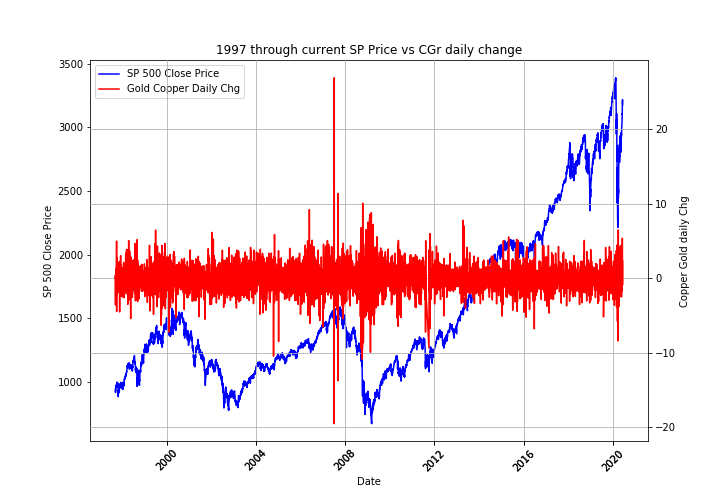 1997 through current SP Price vs CGr daily change
SP 500 Close Price
Gold Copper Daily Chg
3500
3000
2500
2000
1500
1000
SP 500 Close Price
20
10
0
−10
−20
Copper Gold daily Chg
2000
2004
2008
2012
2016
2020
Date